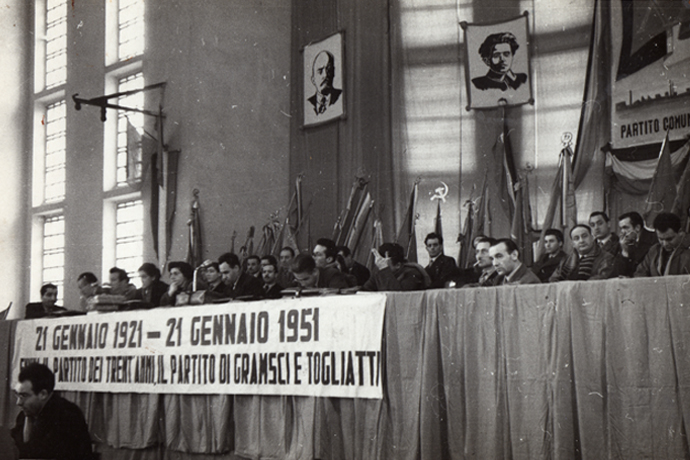 PARTITO COMU
21 GENNAIO 1921 — 21 GENNAIO 1951
IL PARTITO DEI TRENT'ANNI, IL PARTITO DI GRAMSCI E TOGLIATTI